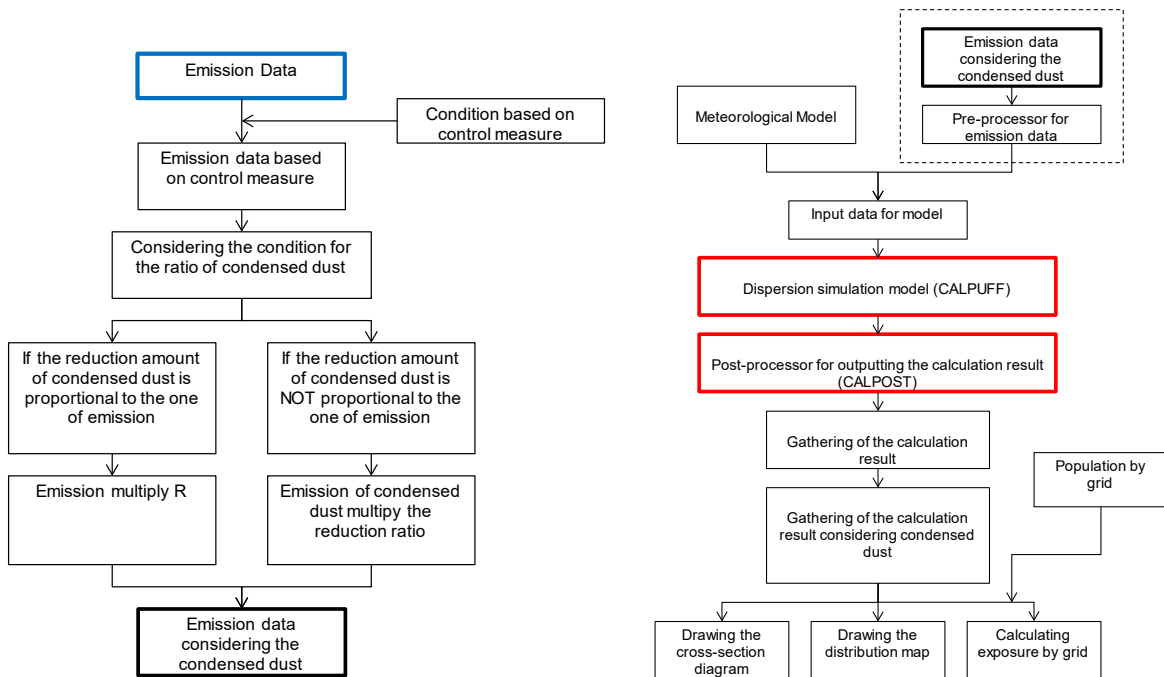 Emission Data
Condition based on
control measure
Emission data based
on control measure
Considering the condition for
the ratio of condensed dust
If the reduction amount
of condensed dust is
proportional to the one
of emission
If the reduction amount
of condensed dust is
NOT proportional to the
one of emission
Emission multiply R
Emission of condensed
dust multipy the
reduction ratio
Emission data
considering the
condensed dust
Emission data
considering the
condensed dust
Meteorological Model
Pre-processor for
emission data
Input data for model
Dispersion simulation model (CALPUFF)
Post-processor for outputting the calculation result
(CALPOST)
Gathering of the calculation
result
Population by
grid
Gathering of the calculation
result considering condensed
dust
Drawing the
cross-section
diagram
Drawing the
distribution map
Calculating
exposure by grid